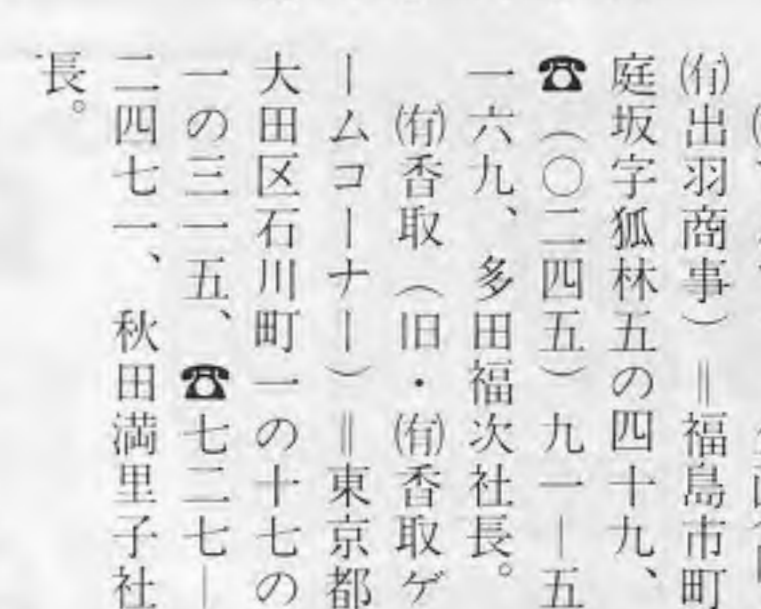 ㈲出羽商事)=福島市町
庭坂字狐林五の四十九、
☎(〇二四五)九一―五
一六九、多田福次社長。
㈲香取(旧・㈲香取ゲ
ームコーナー)=東京都
大田区石川町一の十七の
一の三一五、☎七二七―
二四七一、秋田満里子社
長。